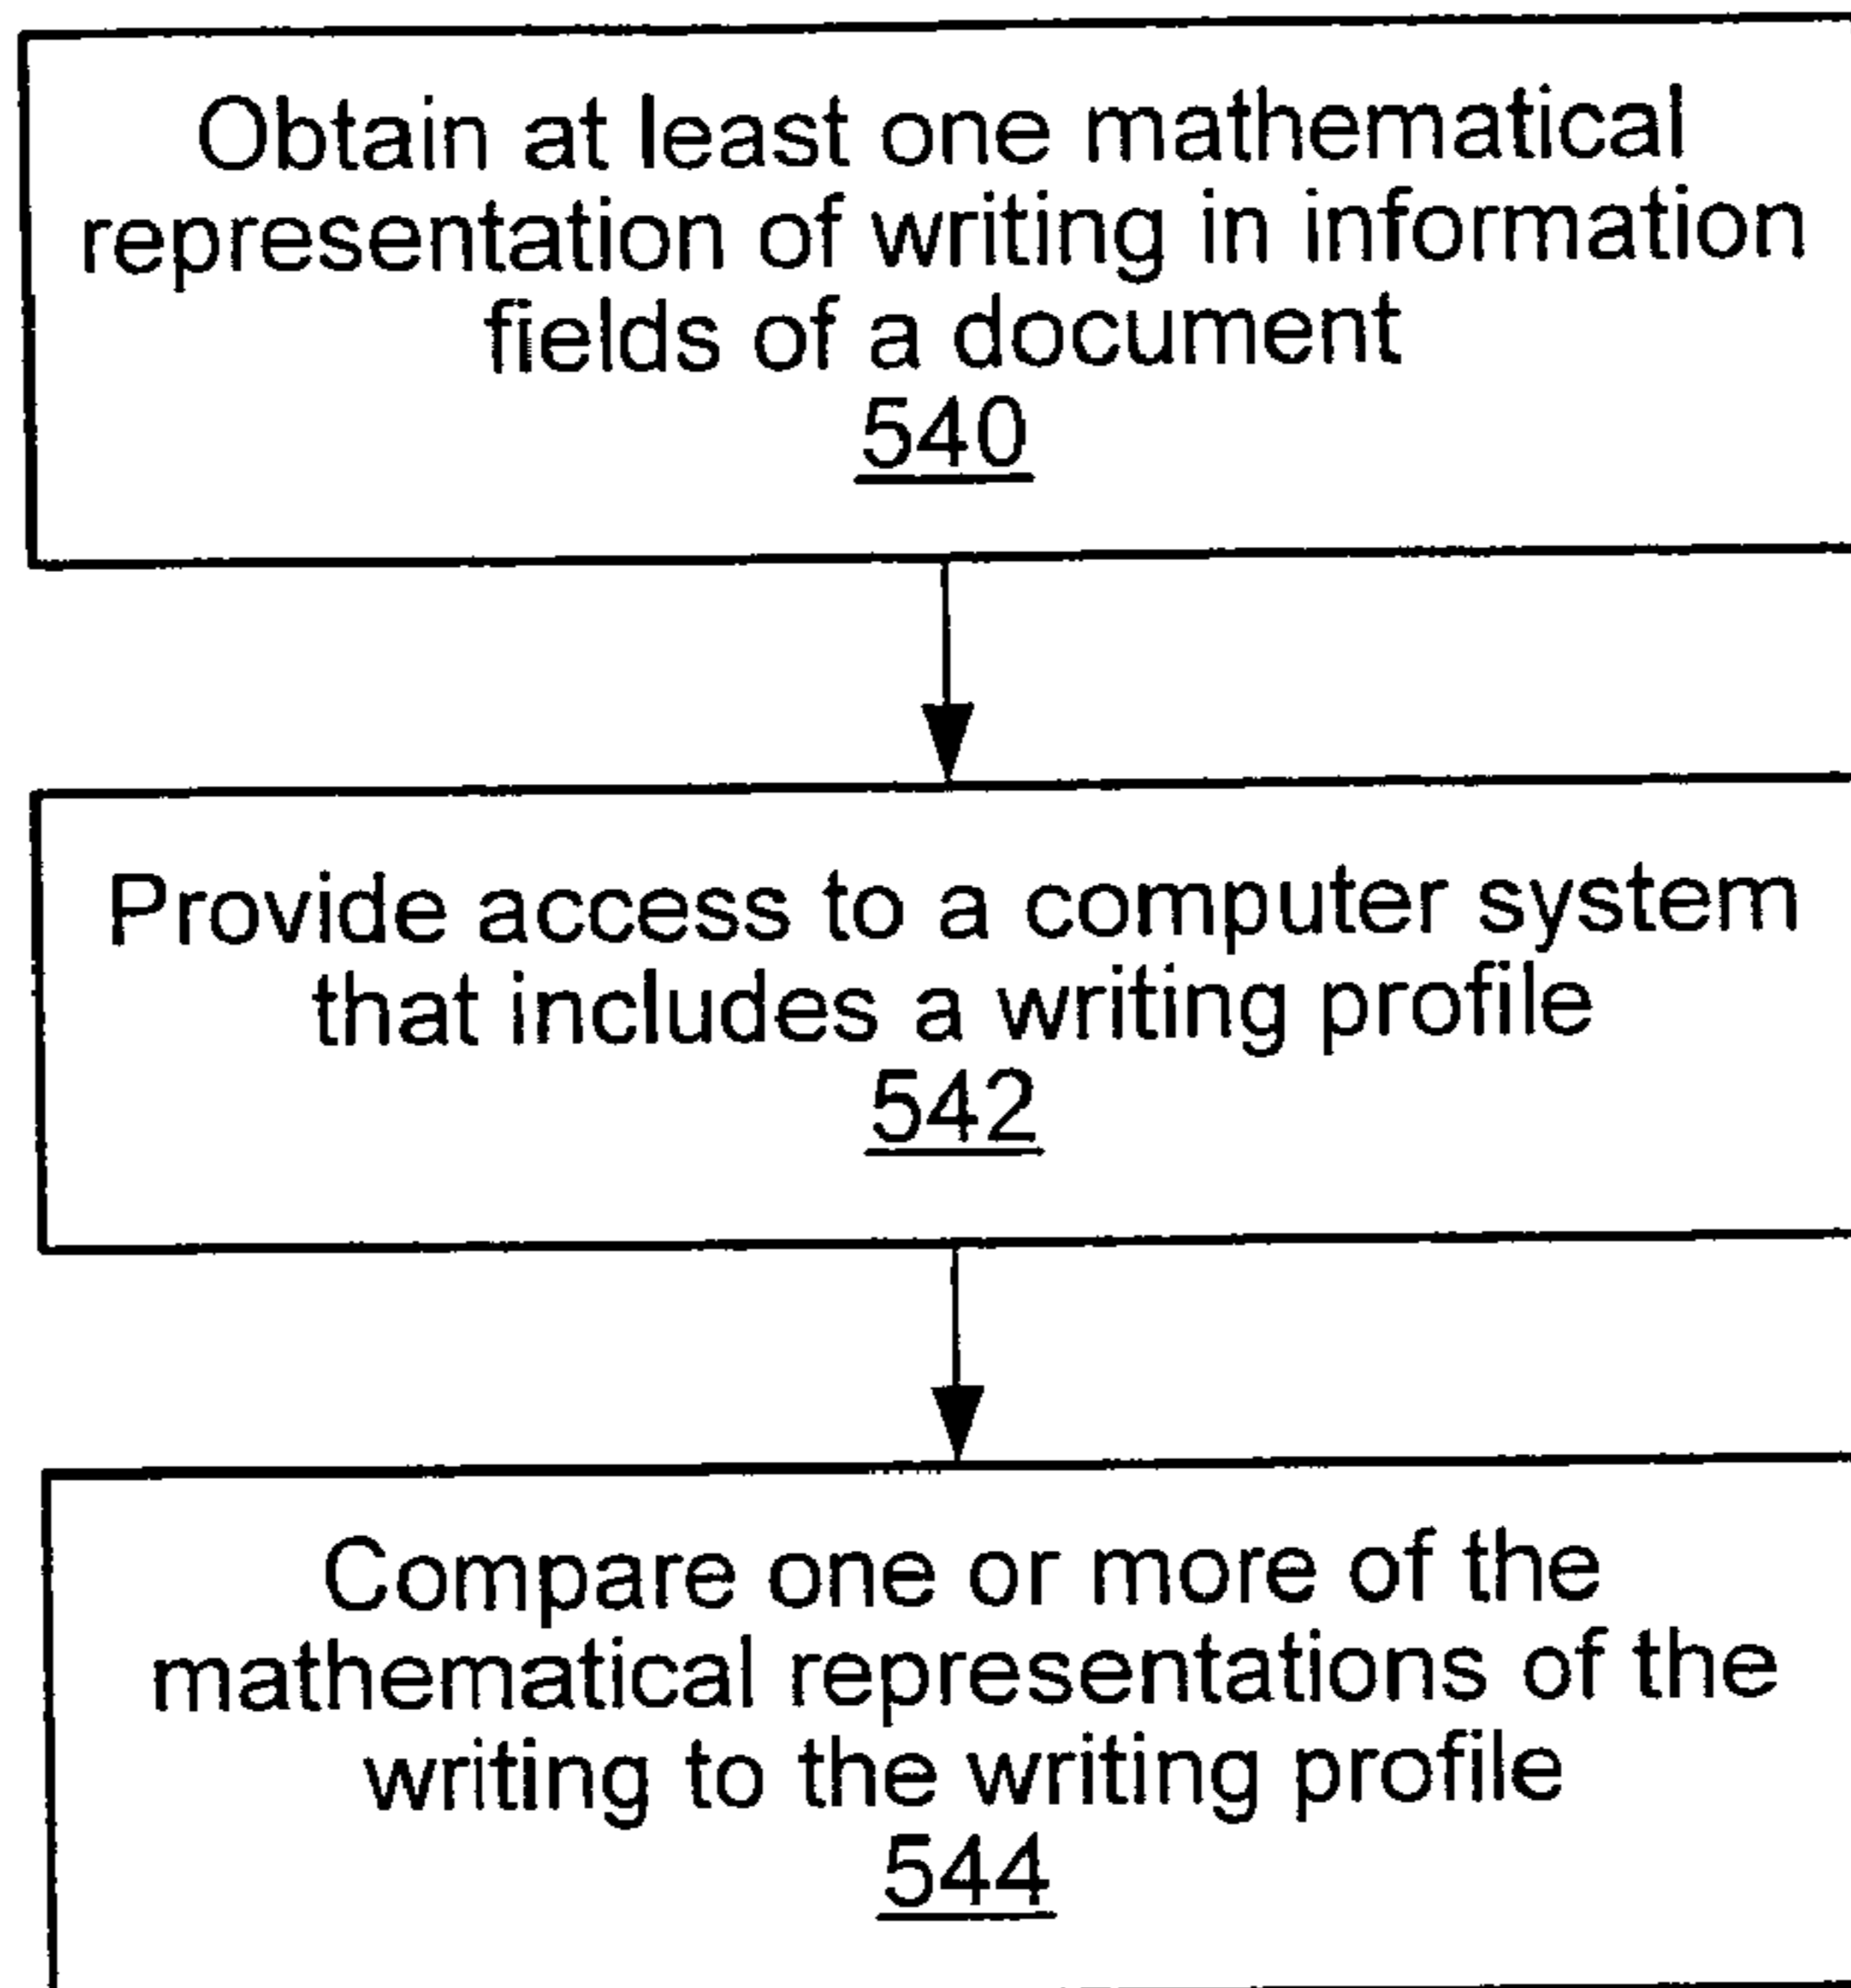 Obtain at least one mathematical
representation of writing in information
fields of a document
540
Provide access to a computer system
that includes a writing profile
542
Compare one or more of the
mathematical representations of the
writing to the writing profile
544